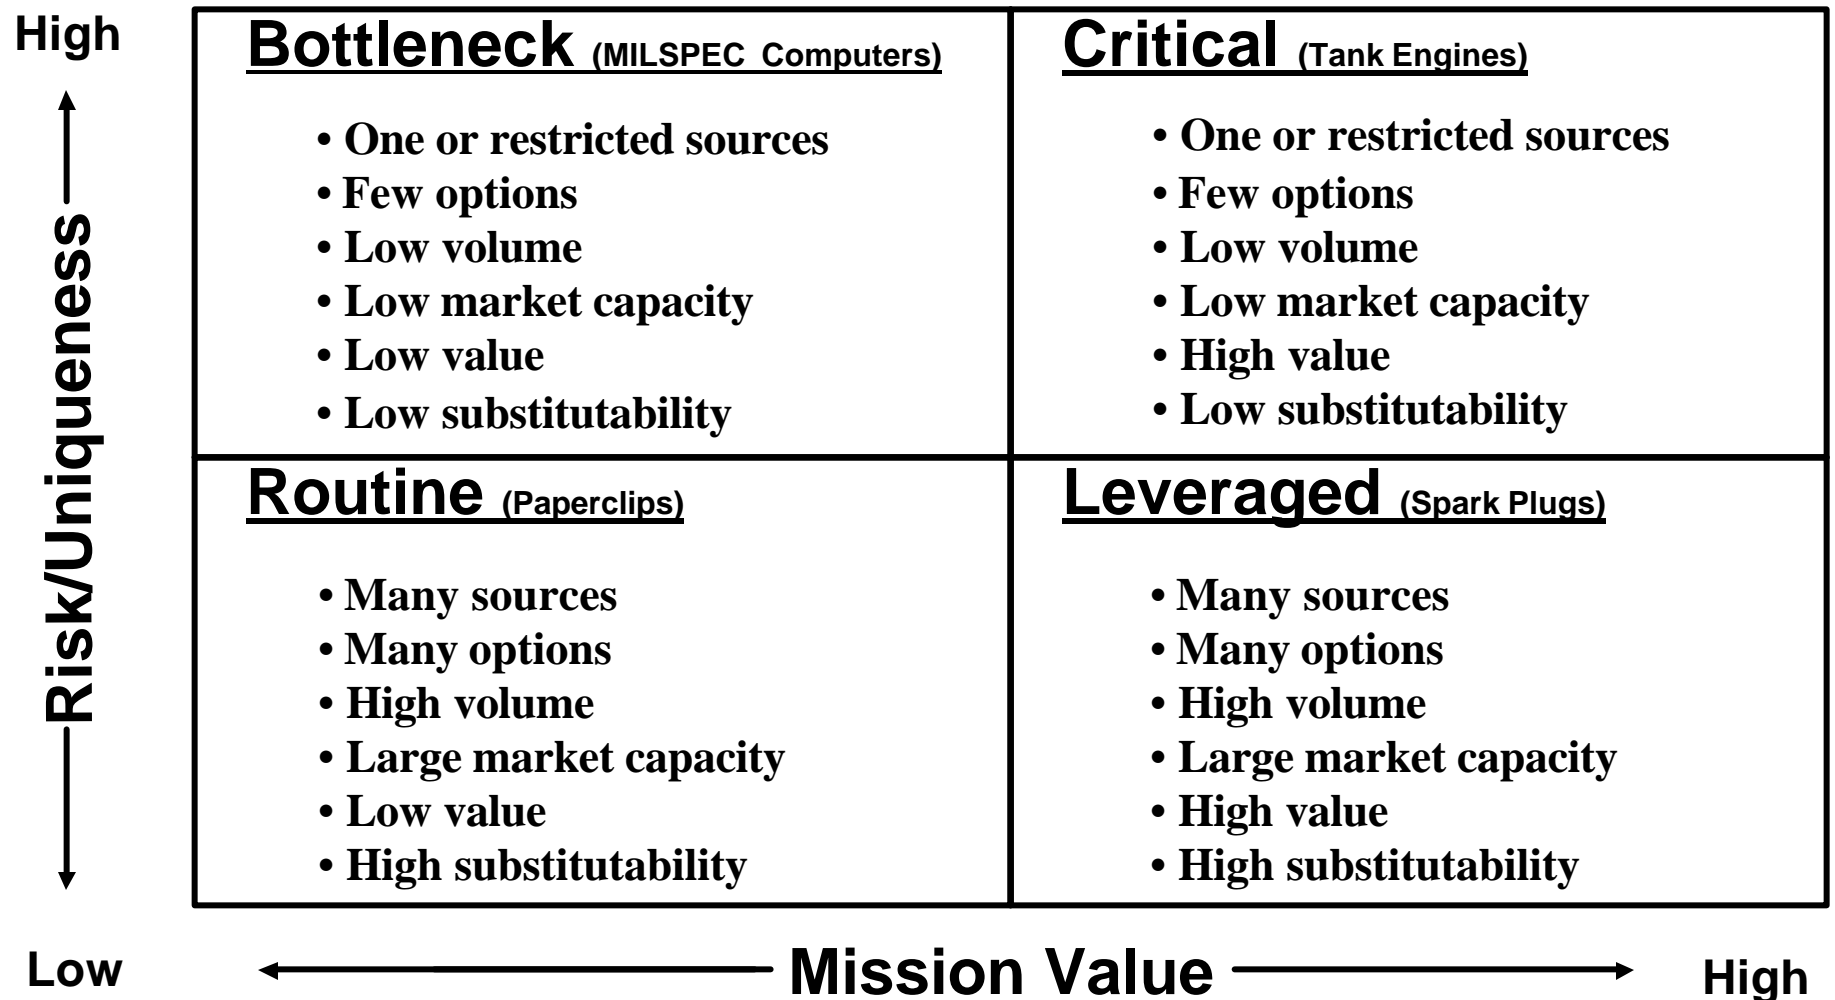 High
Risk/Uniqueness
Low
Bottleneck (MILSPEC Computers)
• One or restricted sources
• Few options
• Low volume
• Low market capacity
• Low value
• Low substitutability
Critical (Tank Engines)
• One or restricted sources
• Few options
• Low volume
• Low market capacity
• High value
• Low substitutability
Routine (Paperclips)
• Many sources
• Many options
• High volume
• Large market capacity
• Low value
• High substitutability
Leveraged (Spark Plugs)
• Many sources
• Many options
• High volume
• Large market capacity
• High value
• High substitutability
Mission Value
High